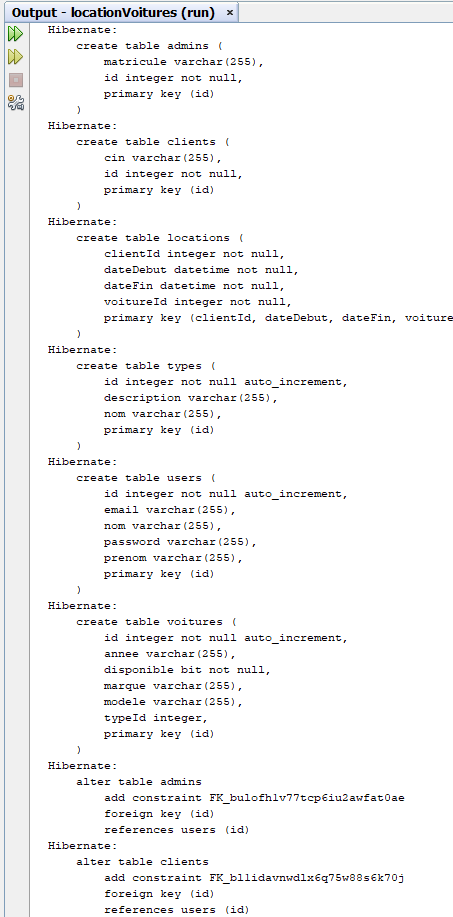 Output - locationVoitures (run) ×
Hibernate:
create table admins (
matricule varchar(255),
id integer not null,
primary key (id)
)
Hibernate:
create table clients (
cin varchar(255),
id integer not null,
primary key (id)
)
Hibernate:
create table locations (
clientId integer not null,
dateDebut datetime not null,
dateFin datetime not null,
voitureId integer not null,
primary key (clientId, dateDebut, dateFin, voiture
)
Hibernate:
create table types (
id integer not null auto_increment,
description varchar(255),
nom varchar(255),
primary key (id)
)
Hibernate:
create table users (
id integer not null auto_increment,
email varchar(255),
nom varchar(255),
password varchar(255),
prenom varchar(255),
primary key (id)
)
Hibernate:
create table voitures (
id integer not null auto_increment,
annee varchar(255),
disponible bit not null,
marque varchar(255),
modele varchar(255),
typeId integer,
primary key (id)
)
Hibernate:
alter table admins
add constraint FK_bulofhlv77tcp6iu2awfat0ae
foreign key (id)
references users (id)
Hibernate:
alter table clients
add constraint FK_bllidavnwdlx6q75w88s6k70j
foreign key (id)
references users (id)